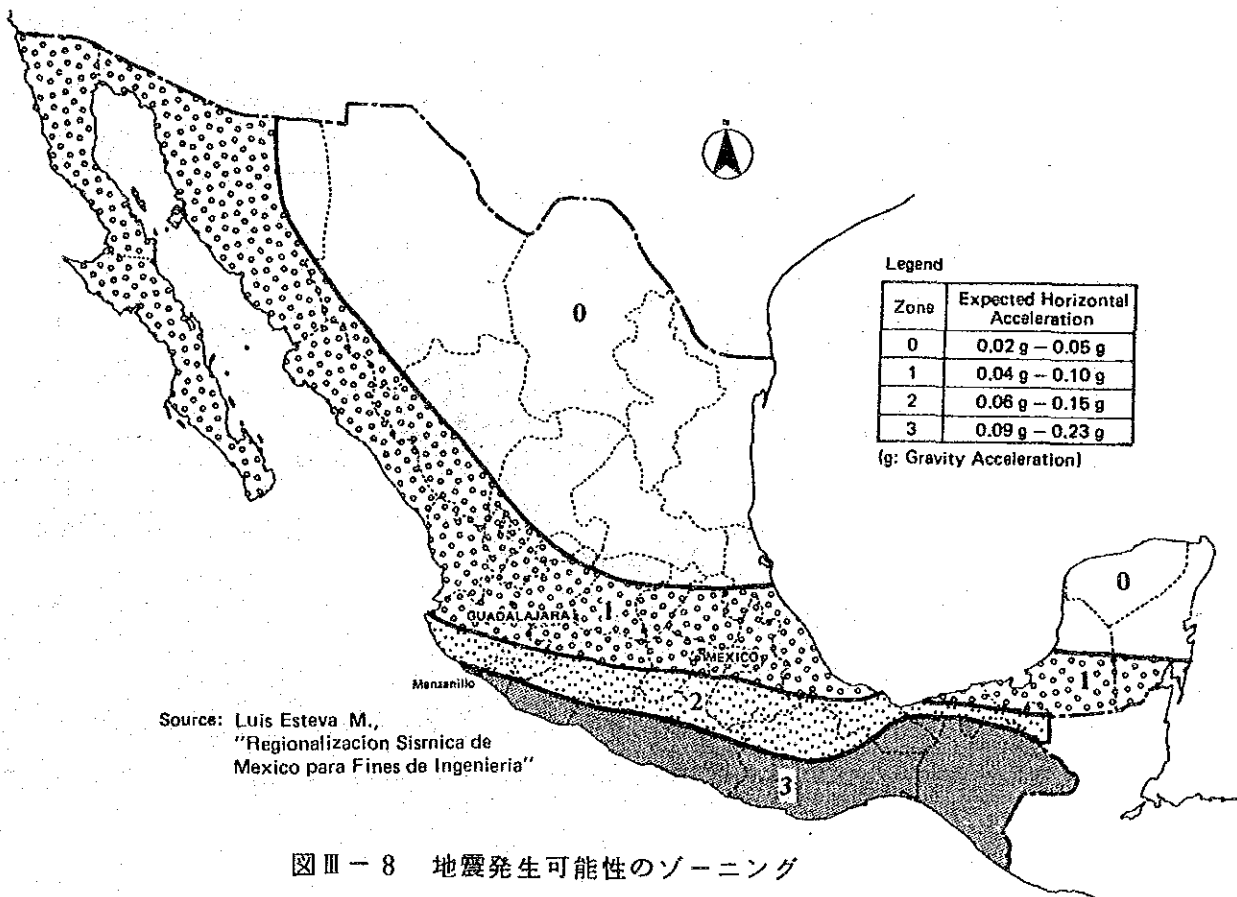 N
Legend
Zone Expected Horizontal Acceleration
0 0.02 g – 0.05 g
1 0.04 g – 0.10 g
2 0.06 g – 0.15 g
3 0.09 g – 0.23 g
(g: Gravity Acceleration)
0
0
GUADALAJARA
1
MEXICO
1
Manzanillo
2
3
Source: Luis Esteva M.,
"Regionalizacion Sisrnica de
Mexico para Fines de Ingenieria"
図Ⅲ－8 地震発生可能性のゾーニング